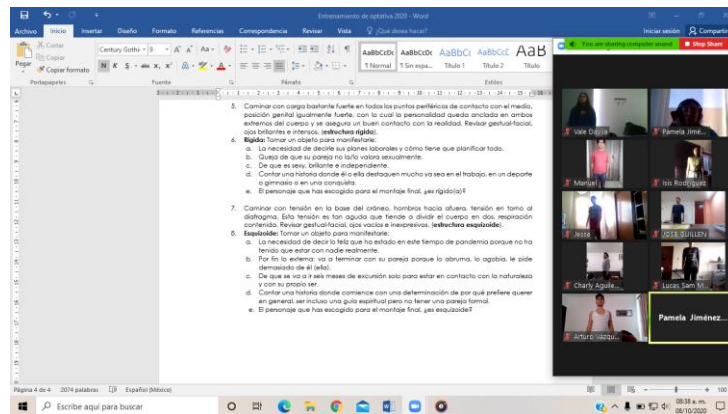 Entrenamiento de optativa 2020 - Word
Archivo Inicio Insertar Diseño Formato Referencias Correspondencia Revisar Vista ¿Qué desea hacer? Iniciar sesión Compartir
You are sharing computer sound Stop Share
Cortar
Copiar
Copiar formato
Pegar
Century Gothi 9
N K S
AaBbCcDc AaBbCcDc AaBbCc AaBbCcC AaB
1 Normal 1 Sin espa... Título 1 Título 2 Título
Portapapeles Fuente Párrafo Estilos
5. Caminar con carga bastante fuerte en todos los puntos periféricos de contacto con el medio,
posición genital igualmente fuerte, con lo cual la personalidad queda anclada en ambos
extremos del cuerpo y se asegura un buen contacto con la realidad. Revisar gestual-facial,
ojos brillantes e intensos. (estructura rígida).
6. Rígida: Tomar un objeto para manifestarle:
a. La necesidad de decirle sus planes laborales y cómo tiene que planificar todo.
b. Queja de que su pareja no la/lo valora sexualmente.
c. De que es sexy, brillante e independiente.
d. Contar una historia donde él o ella destaquen mucho ya sea en el trabajo, en un deporte
o gimnasio o en una conquista.
e. El personaje que has escogido para el montaje final, ¿es rígido(a)?
7. Caminar con tensión en la base del cráneo, hombros hacia afuera, tensión en torno al
diafragma. Esta tensión es tan aguda que tiende a dividir el cuerpo en dos, respiración
contenida. Revisar gestual-facial, ojos vacíos e inexpresivos. (estructura esquizoide).
8. Esquizoide: Tomar un objeto para manifestarle:
a. La necesidad de decir lo feliz que ha estado en este tiempo de pandemia porque no ha
tenido que estar con nadie realmente.
b. Por fin lo externa: va a terminar con su pareja porque lo abruma, lo agobia, le pide
demasiado de él (ella).
c. De que se va a ir seis meses de excursión solo para estar en contacto con la naturaleza
y con su propio ser.
d. Contar una historia donde comience con una determinación de por qué prefiere querer
en general, ser incluso una guía espiritual pero no tener una pareja formal.
e. El personaje que has escogido para el montaje final, ¿es esquizoide?
Vale Dávila
Pamela Jimé...
Manuel
Isis Rodríguez
Jesse
JOSE GUILLEN
Charly Aguile...
Lucas Sam M...
Arturo Vázqu...
Pamela Jiménez...
Página 4 de 4 2074 palabras Español (México) 100
Escribe aquí para buscar
08:38 a. m.
08/10/2020